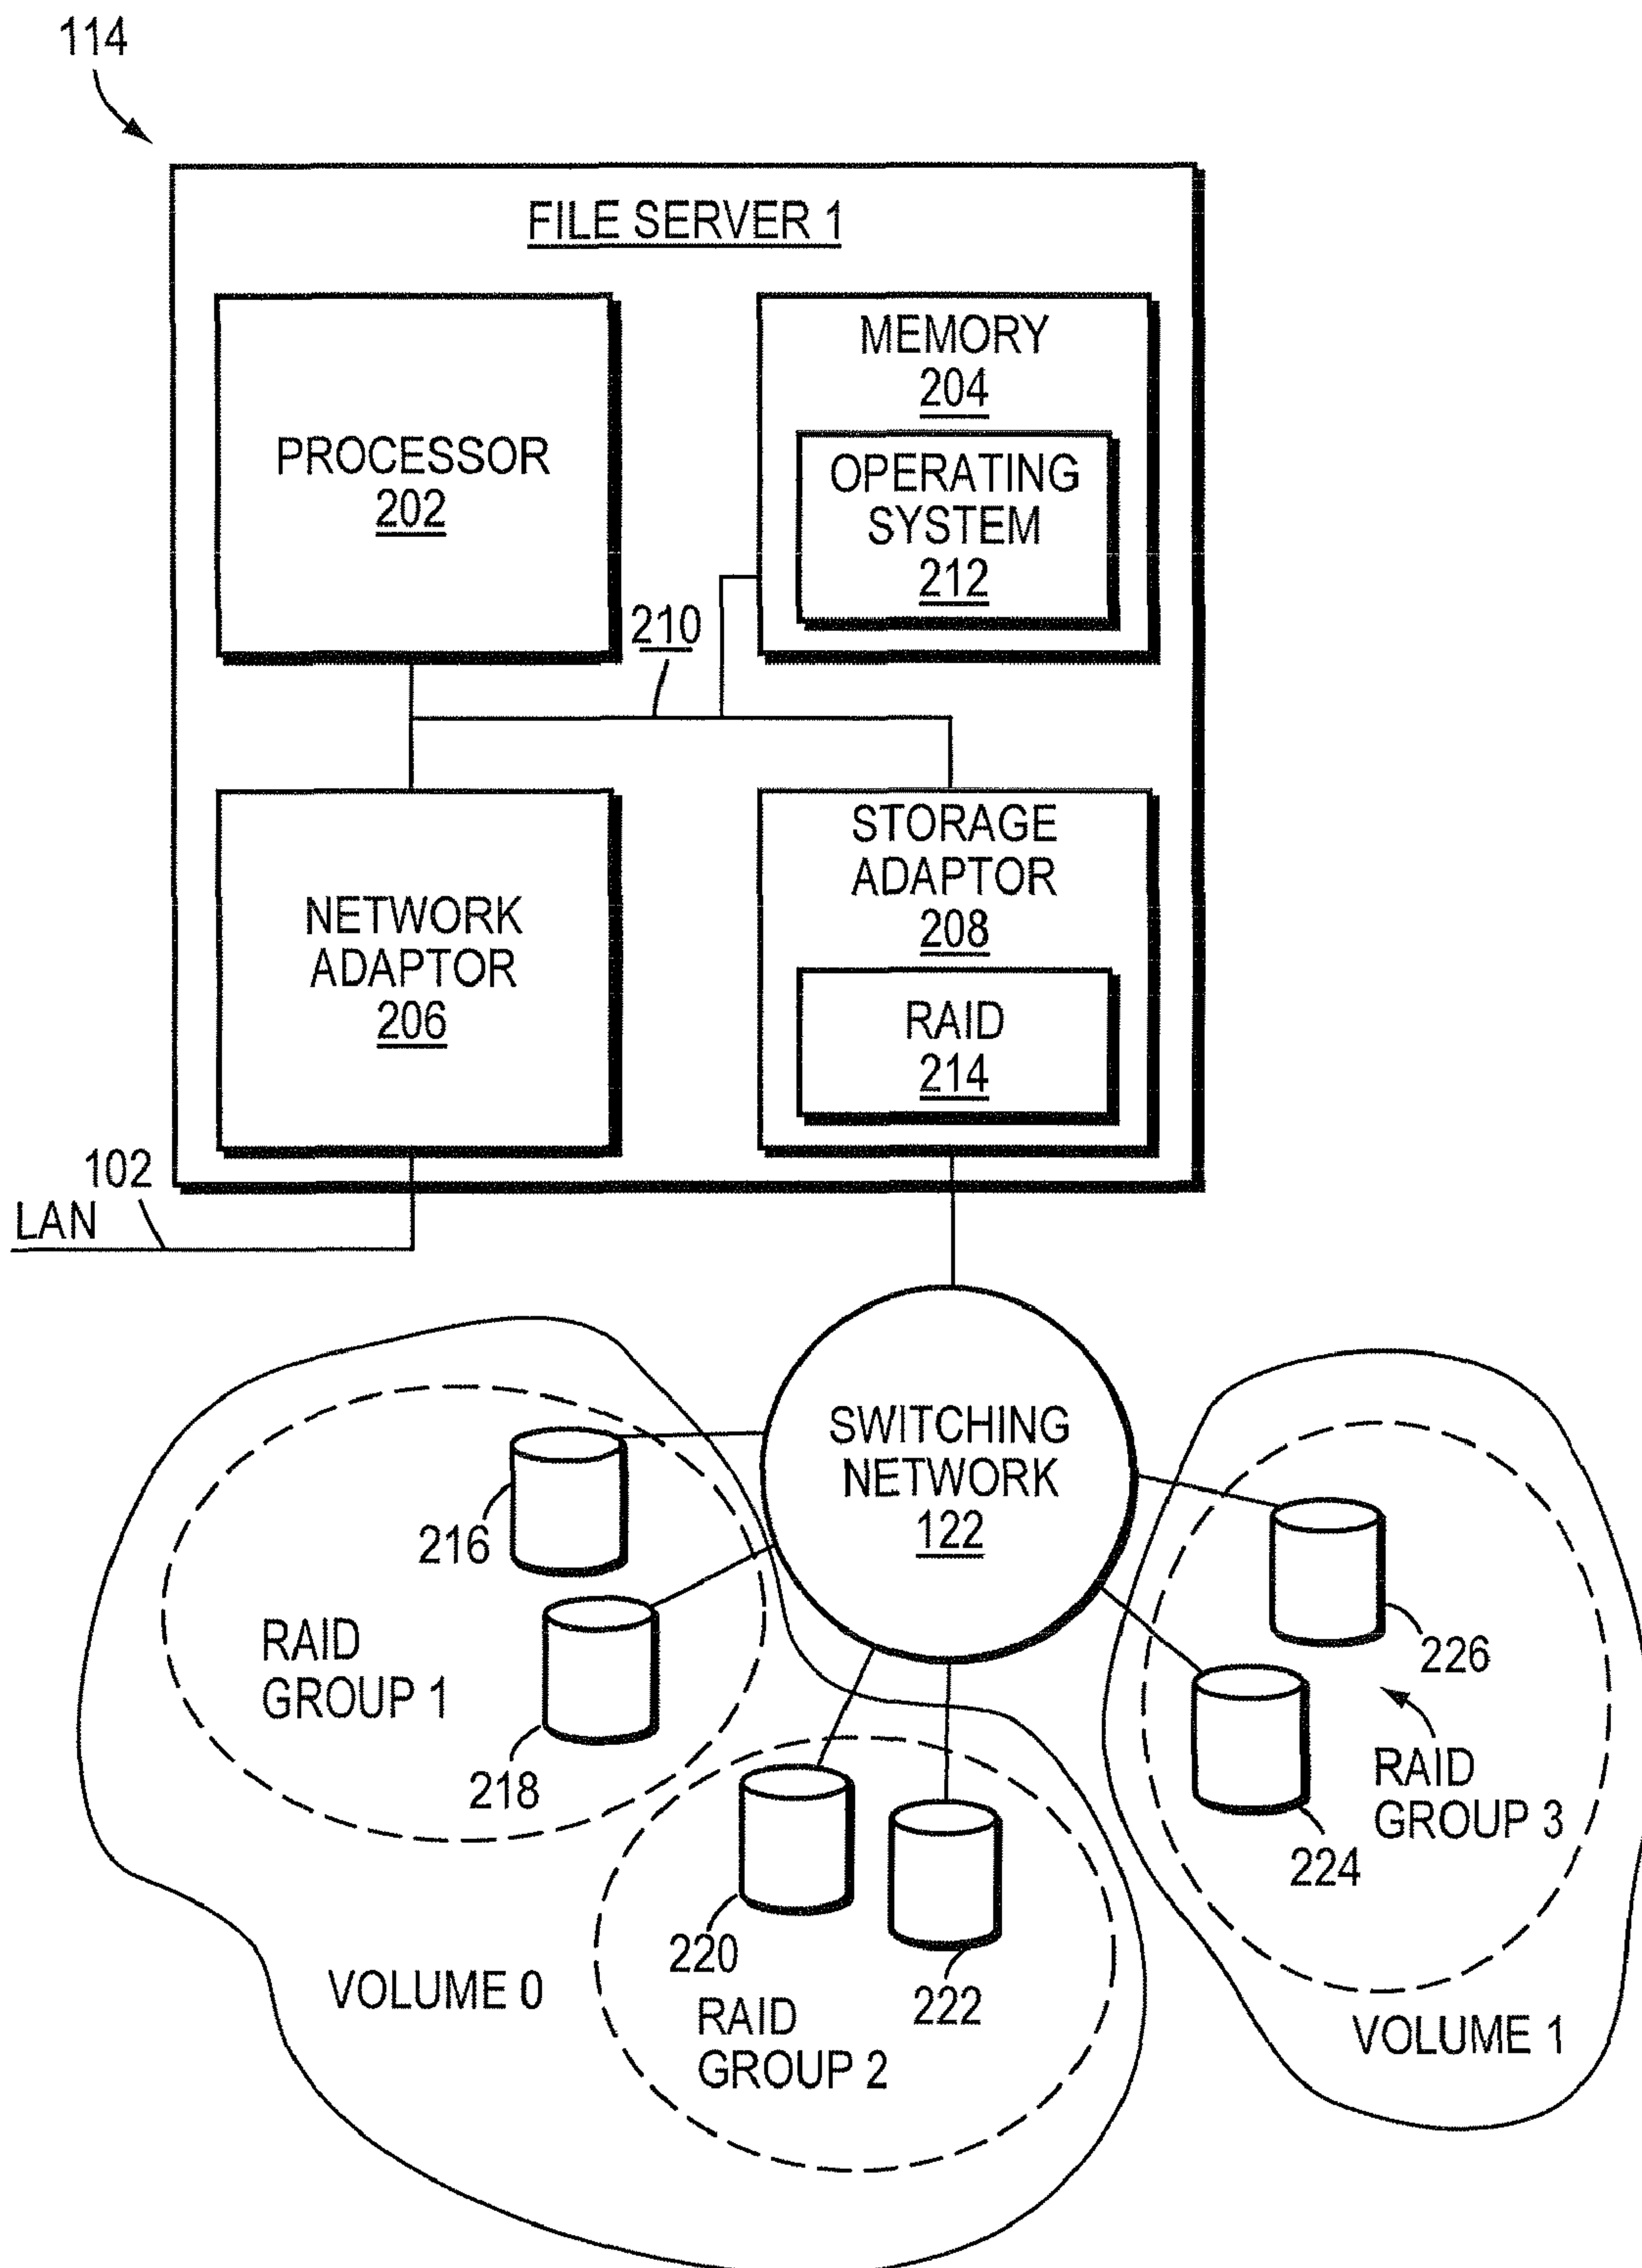 114
FILE SERVER 1
PROCESSOR
202
MEMORY
204
OPERATING
SYSTEM
212
210
NETWORK
ADAPTOR
206
STORAGE
ADAPTOR
208
RAID
214
102
LAN
SWITCHING
NETWORK
122
216
RAID
GROUP 1
218
226
RAID
GROUP 3
224
220
222
RAID
GROUP 2
VOLUME 0
VOLUME 1